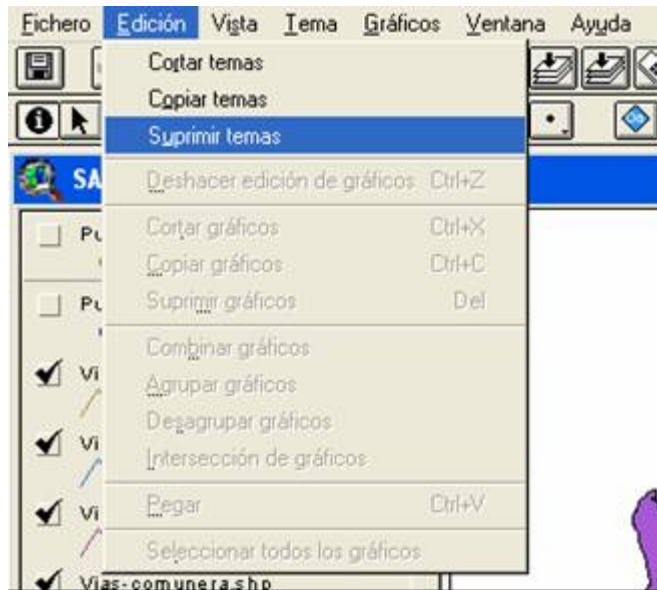 Fichero Edición Vista Tema Gráficos Ventana Ayuda
Cortar temas
Copiar temas
Suprimir temas
SA
Deshacer edición de gráficos Ctrl+Z
Cortar gráficos Ctrl+X
Copiar gráficos Ctrl+C
Suprimir gráficos Del
Combinar gráficos
Agrupar gráficos
Desagrupar gráficos
Intersección de gráficos
Pegar Ctrl+V
Seleccionar todos los gráficos
Pu
Pu
Vi
Vi
Vi
Vias-comunera.shp